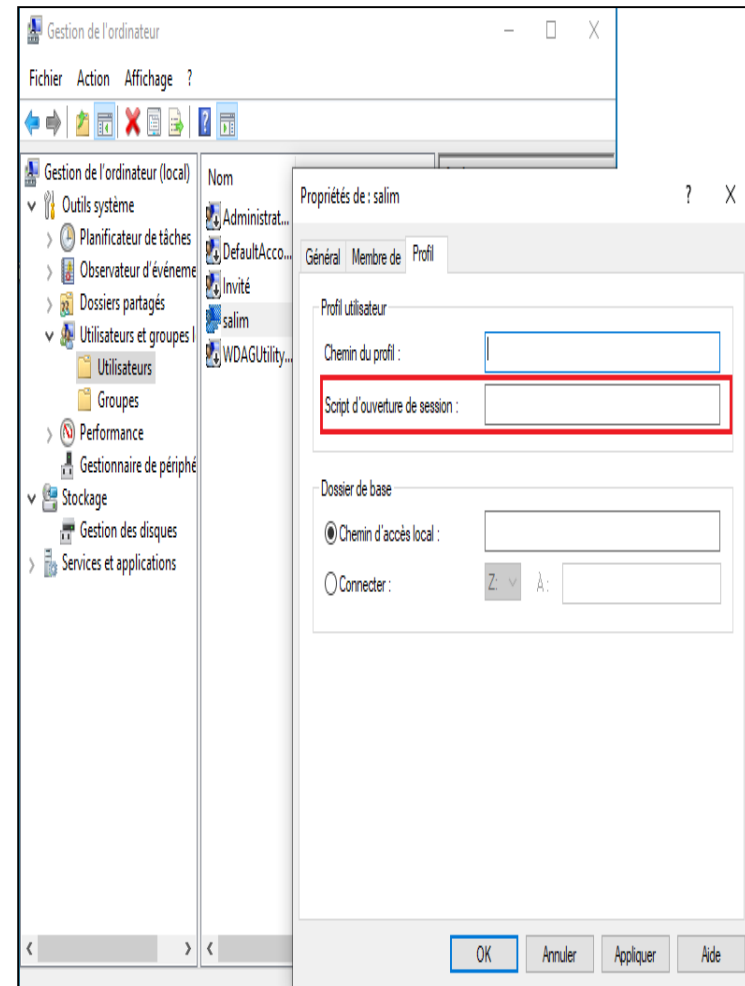 Gestion de l'ordinateur
Fichier Action Affichage ?
Gestion de l'ordinateur (local)
Outils système
Planificateur de tâches
Observateur d'événeme
Dossiers partagés
Utilisateurs et groupes l
Utilisateurs
Groupes
Performance
Gestionnaire de périphé
Stockage
Gestion des disques
Services et applications
Nom
Administrat...
DefaultAcco...
Invité
salim
WDAGUtility...
Propriétés de : salim ?
Général Membre de Profil
Profil utilisateur
Chemin du profil :
Script d'ouverture de session :
Dossier de base
Chemin d'accès local :
Connecter : Z: À :
OK Annuler Appliquer Aide